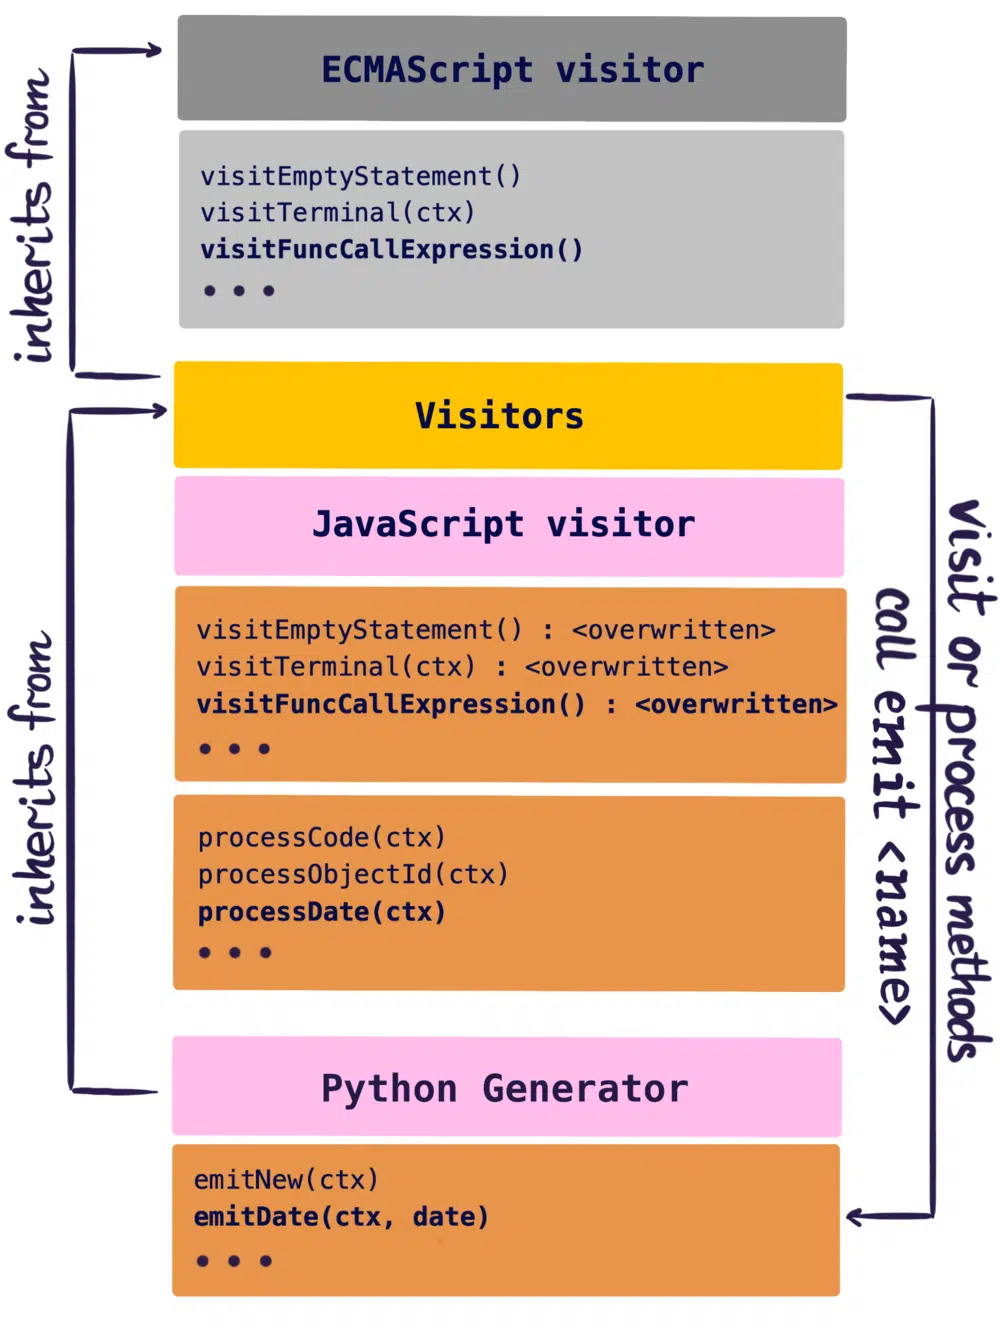 ECMAScript visitor
visitEmptyStatement()
visitTerminal(ctx)
visitFuncCallExpression()
• • •
inherits from
Visitors
JavaScript visitor
visitEmptyStatement() : <overwritten>
visitTerminal(ctx) : <overwritten>
visitFuncCallExpression() : <overwritten>
• • •
processCode(ctx)
processObjectId(ctx)
processDate(ctx)
• • •
inherits from
visit or process methods
call emit <name>
Python Generator
emitNew(ctx)
emitDate(ctx, date)
• • •